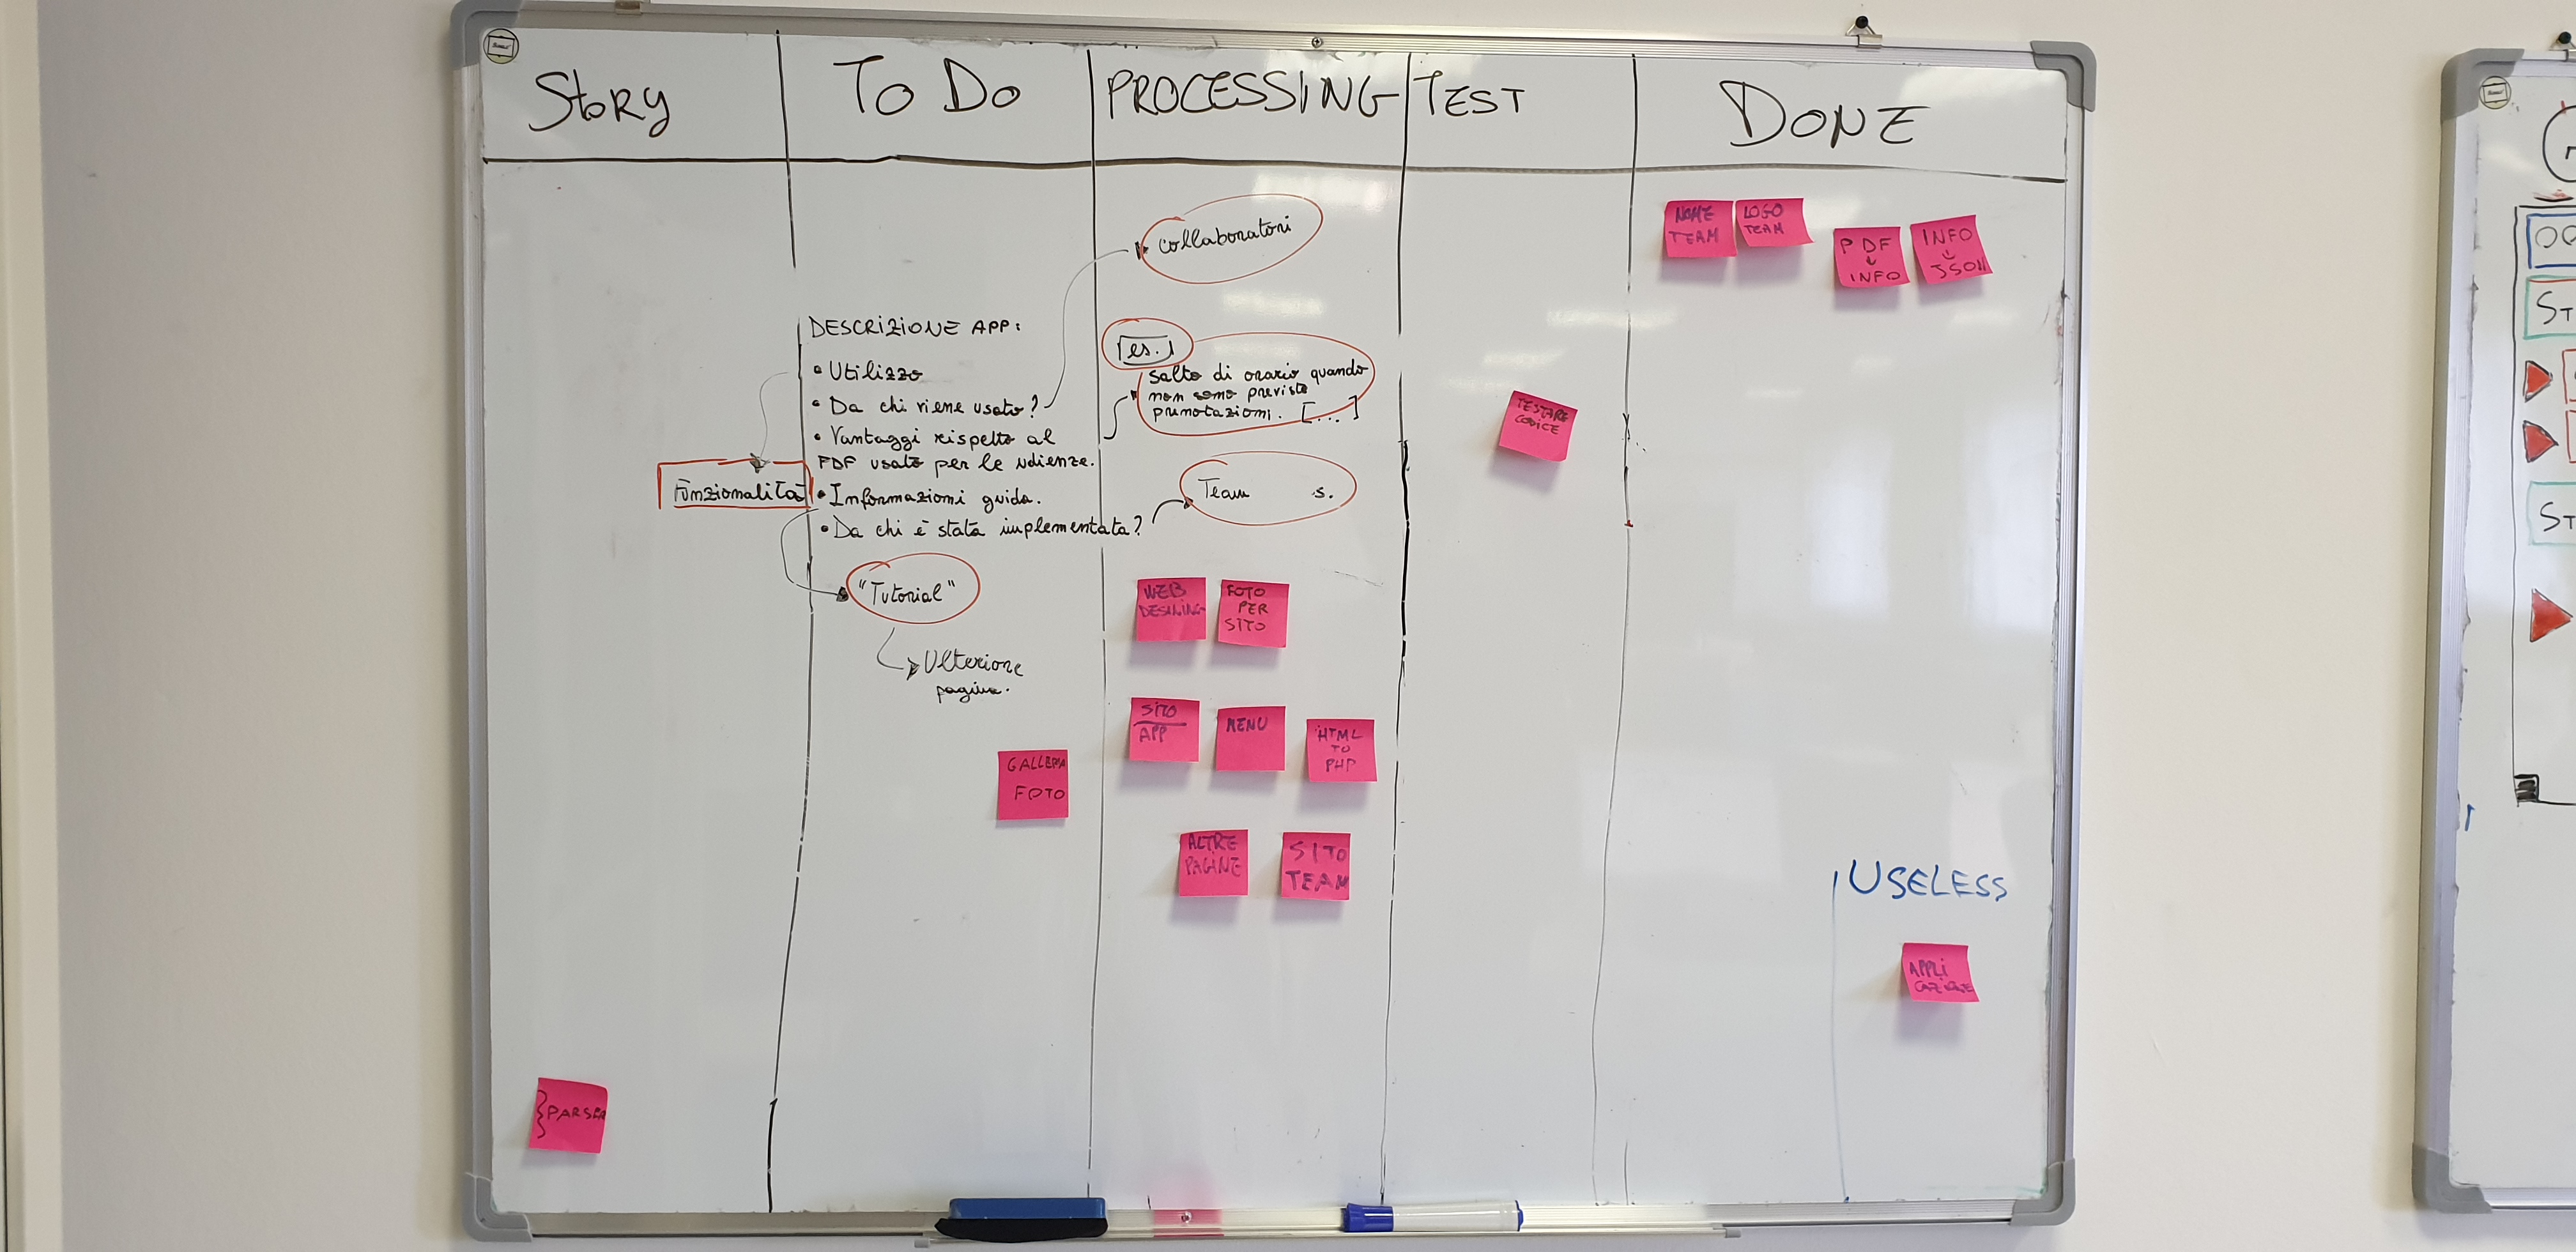 Story
To Do
PROCESSING
TEST
DONE
collaboratori
NOME
TEAM
LOGO
TEAM
PDF
INFO
INFO
JSON
DESCRIZIONE APP:
• Utilizzo
• Da chi viene usato?
• Vantaggi rispetto al
PDF usato per le udienze.
• Informazioni guida.
• Da chi è stata implementata?
Funzionalità
[es.]
salto di orario quando
non sono previste
prenotazioni. [...]
Team s.
TESTARE
CODICE
"Tutorial"
Ulteriore
pagina.
WEB
FOTO
PER
SITO
SITO
APP
MENU
HTML
TO
PHP
GALLERIA
FOTO
ALTRE
PAGINE
SITO
TEAM
USELESS
APPLI
CAZIONE
} PARSER
ST
ST